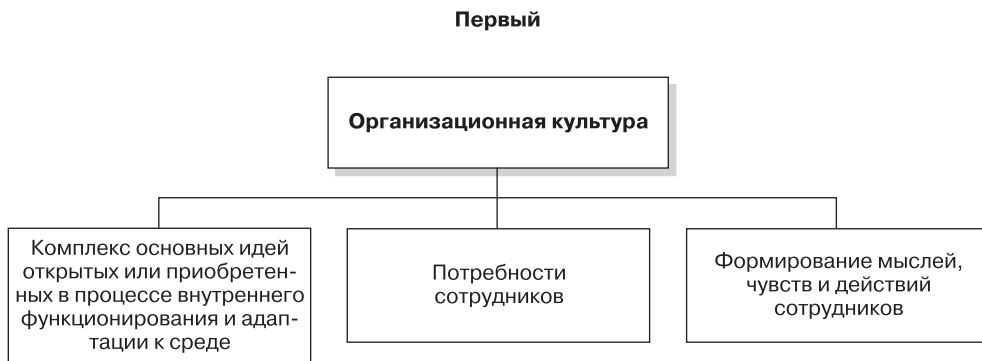 Первый
Организационная культура
Комплекс основных идей
открытых или приобретен-
ных в процессе внутреннего
функционирования и адап-
тации к среде
Потребности
сотрудников
Формирование мыслей,
чувств и действий
сотрудников